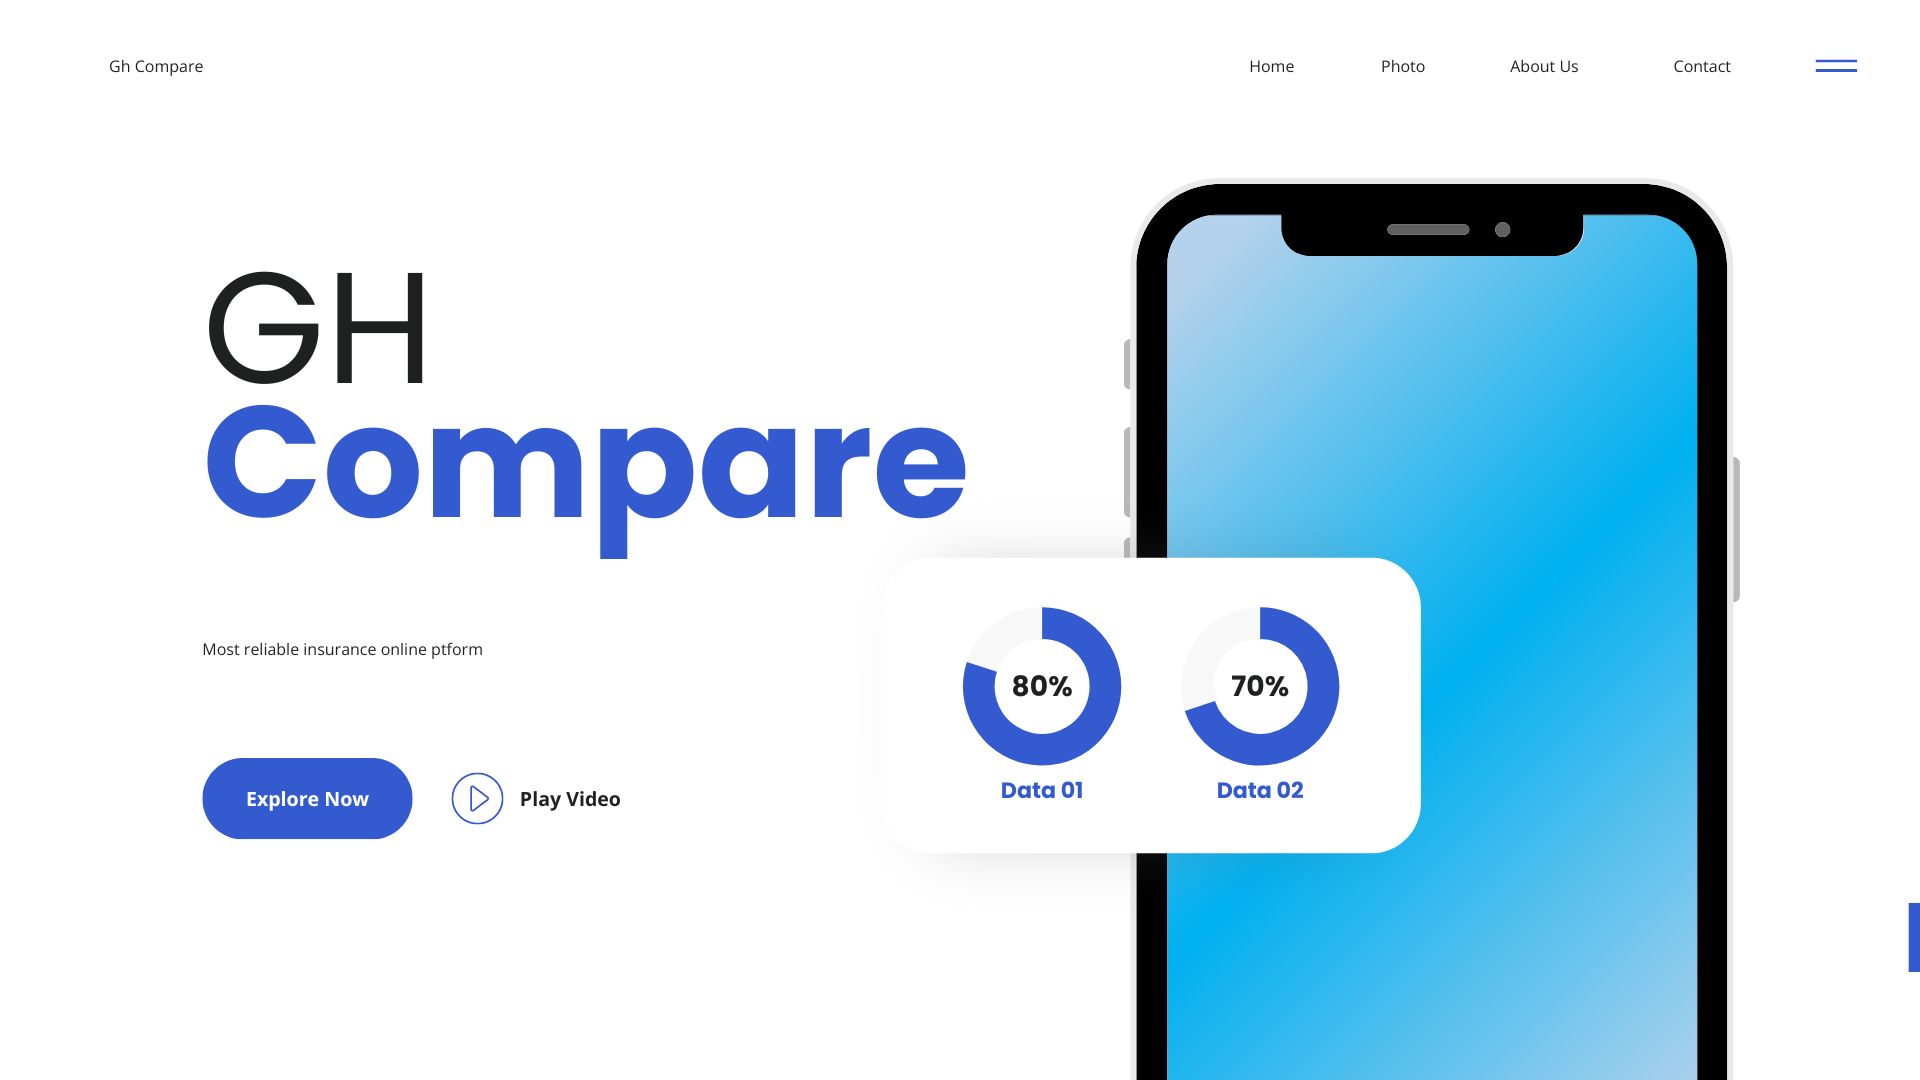 Gh Compare
Home
Photo
About Us
Contact
GH
Compare
Most reliable insurance online ptform
Explore Now
Play Video
80%
70%
Data 01
Data 02